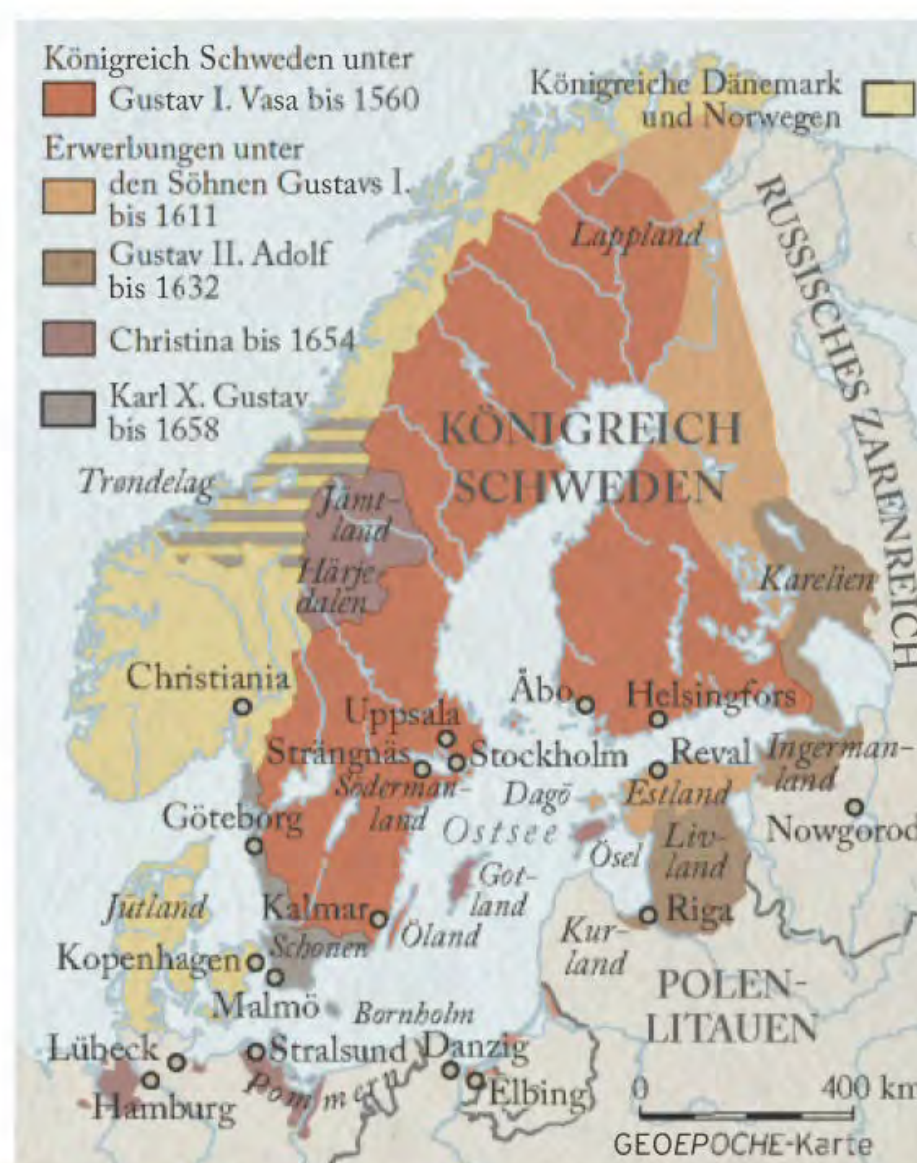 Königreich Schweden unter
Gustav I. Vasa bis 1560
Erwerbungen unter
den Söhnen Gustavs I.
bis 1611
Gustav II. Adolf
bis 1632
Christina bis 1654
Karl X. Gustav
bis 1658
Königreiche Dänemark
und Norwegen
RUSSISCHES ZARENREICH
Lappland
KÖNIGREICH
SCHWEDEN
Trøndelag
Jämt-
land
Härje-
dalen
Karelien
Christiania
Åbo
Helsingfors
Uppsala
Strängnäs
Stockholm
Reval
Ingerman-
land
Söderman-
land
Dagö
Estland
Göteborg
Ostsee
Ösel
Liv-
land
Nowgorod
Got-
land
Jütland
Kalmar
Öland
Riga
Kur-
land
Schonen
Kopenhagen
Malmö
Bornholm
POLEN-
LITAUEN
Lübeck
Stralsund
Danzig
Pommern
Elbing
Hamburg
0 400 km
GEOEPOCHE-Karte